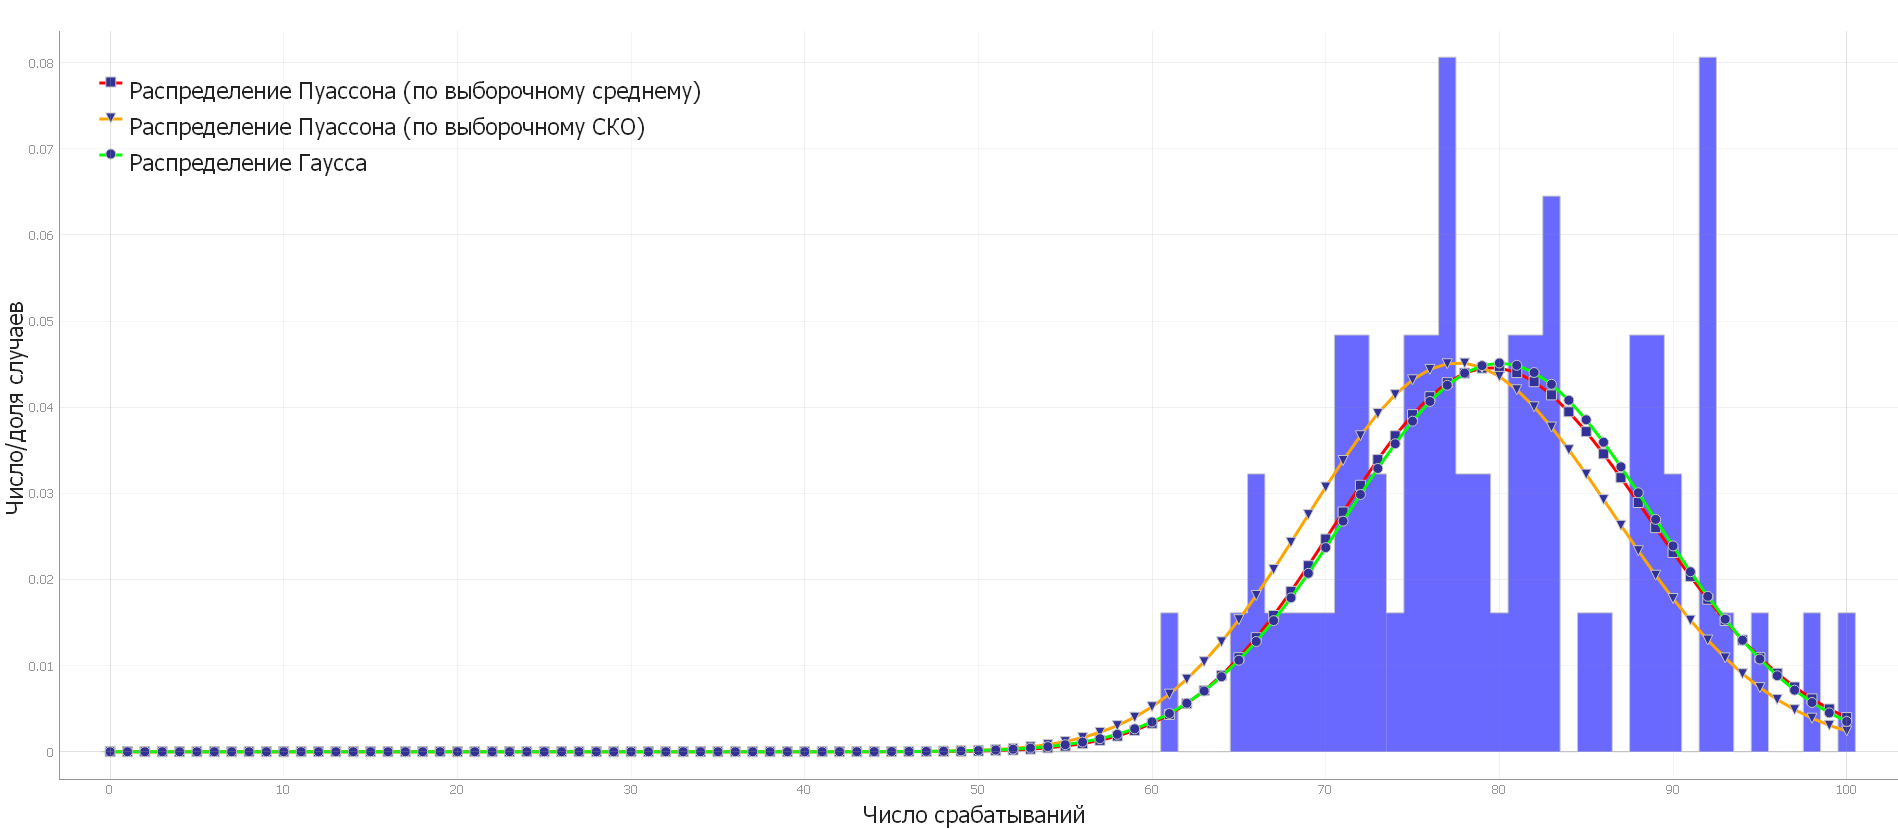 Распределение Пуассона (по выборочному среднему)
Распределение Пуассона (по выборочному СКО)
Распределение Гаусса
Число/доля случаев
0.08
0.07
0.06
0.05
0.04
0.03
0.02
0.01
0
0 10 20 30 40 50 60 70 80 90 100
Число срабатываний